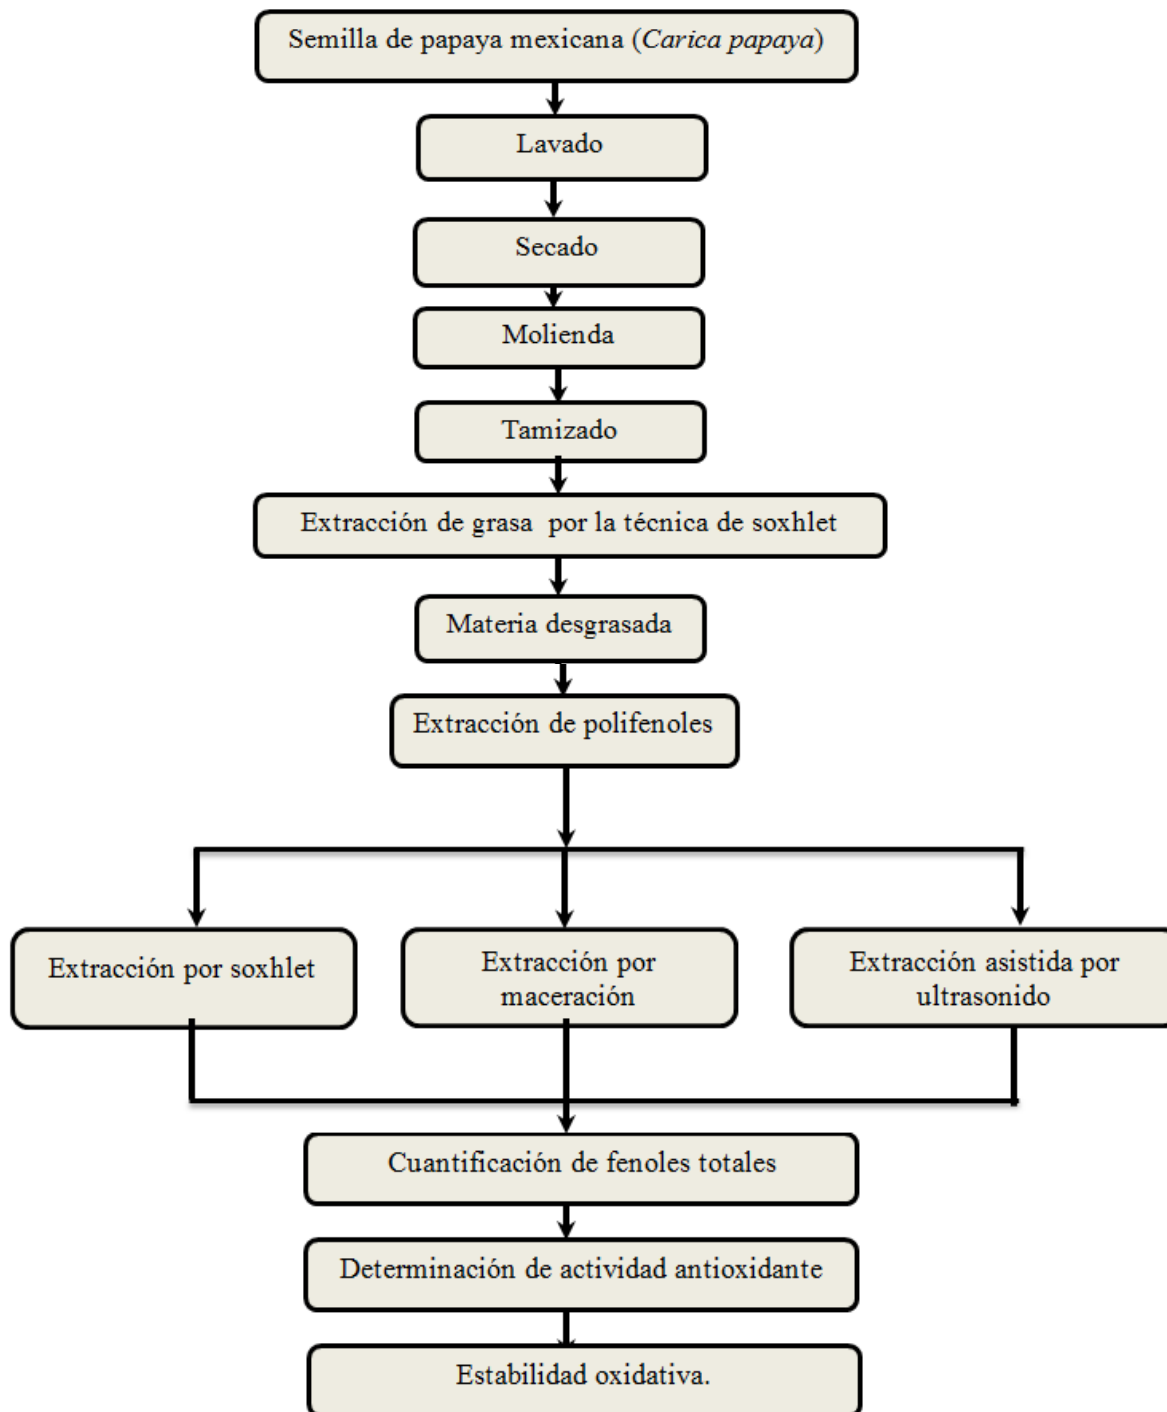 Semilla de papaya mexicana (Carica papaya)
Lavado
Secado
Molienda
Tamizado
Extracción de grasa  por la técnica de soxhlet
Materia desgrasada
Extracción de polifenoles
Extracción por soxhlet
Extracción por
maceración
Extracción asistida por
ultrasonido
Cuantificación de fenoles totales
Determinación de actividad antioxidante
Estabilidad oxidativa.